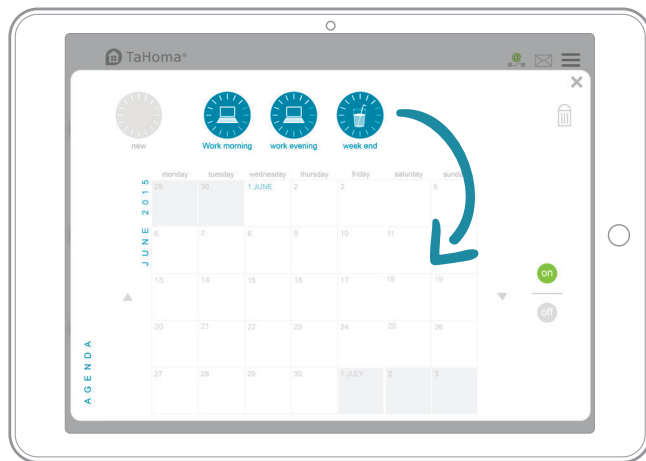 TaHoma®
@
new
Work morning
work evening
week end
monday tuesday wednesday thursday friday saturday sunday
JUNE 2015
29 30 1 JUNE 2 3 5
6 7 8 9 10 11
13 14 15 16 17 18 19
20 21 22 23 24 25 26
27 28 29 30 1 JULY 2 3
AGENDA
on
off